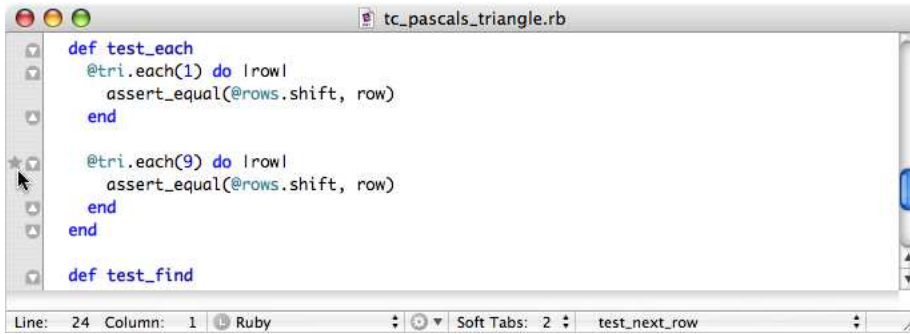 tc_pascals_triangle.rb
def test_each
@tri.each(1) do |row|
assert_equal(@rows.shift, row)
end
@tri.each(9) do |row|
assert_equal(@rows.shift, row)
end
end
def test_find
Line: 24 Column: 1 L Ruby Soft Tabs: 2 test_next_row